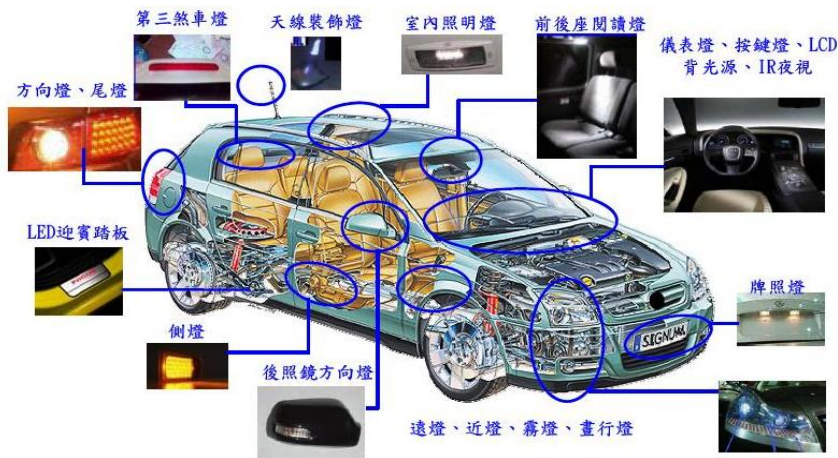 第三煞車燈
天線裝飾燈
室內照明燈
前後座閱讀燈
儀表燈、按鍵燈、LCD
背光源、IR夜視
方向燈、尾燈
LED迎賓踏板
側燈
後照鏡方向燈
牌照燈
SIGNUM
遠燈、近燈、霧燈、晝行燈